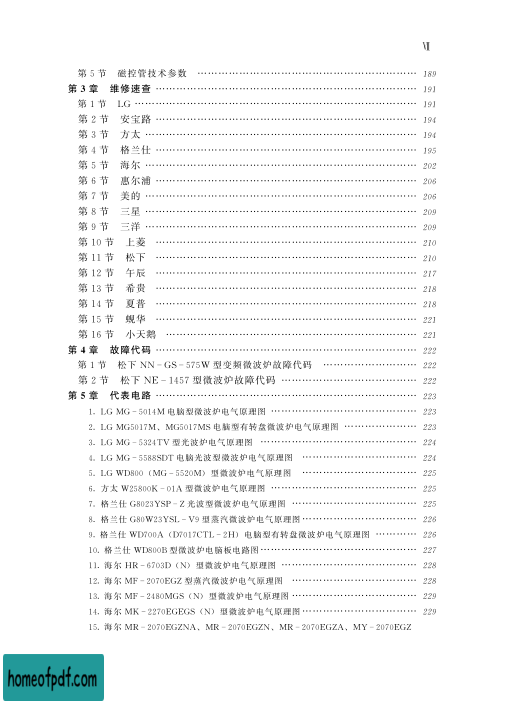 Ⅶ
第 5 节 磁控管技术参数 …………………………………………… 189
第 3 章 维修速查 …………………………………………… 191
第 1 节 LG …………………………………………… 191
第 2 节 安宝路 …………………………………………… 194
第 3 节 方太 …………………………………………… 194
第 4 节 格兰仕 …………………………………………… 195
第 5 节 海尔 …………………………………………… 202
第 6 节 惠尔浦 …………………………………………… 206
第 7 节 美的 …………………………………………… 206
第 8 节 三星 …………………………………………… 209
第 9 节 三洋 …………………………………………… 209
第 10 节 上菱 …………………………………………… 210
第 11 节 松下 …………………………………………… 210
第 12 节 午辰 …………………………………………… 217
第 13 节 希贵 …………………………………………… 218
第 14 节 夏普 …………………………………………… 218
第 15 节 蚬华 …………………………………………… 221
第 16 节 小天鹅 …………………………………………… 221
第 4 章 故障代码 …………………………………………… 222
第 1 节 松下 NN-GS-575W 型变频微波炉故障代码 ………………… 222
第 2 节 松下 NE-1457 型微波炉故障代码 ………………………… 222
第 5 章 代表电路 …………………………………………… 223
1. LG MG-5014M 电脑型微波炉电气原理图 ………………………… 223
2. LG MG5017M、MG5017MS 电脑型有转盘微波炉电气原理图 ………… 223
3. LG MG-5324TV 型光波炉电气原理图 ………………………… 224
4. LG MG-5588SDT 电脑光波型微波炉电气原理图 ………………… 224
5. LG WD800（MG-5520M）型微波炉电气原理图 ………………… 225
6. 方太 W25800K-01A 型微波炉电气原理图 ………………………… 225
7. 格兰仕 G8023YSP-Z 光波型微波炉电气原理图 ………………… 225
8. 格兰仕 G80W23YSL-V9 型蒸汽微波炉电气原理图 ………………… 226
9. 格兰仕 WD700A（D7017CTL-2H）电脑型有转盘微波炉电气原理图 ………… 226
10. 格兰仕 WD800B 型微波炉电脑板电路图 ………………………… 227
11. 海尔 HR-6703D（N）型微波炉电气原理图 ………………………… 228
12. 海尔 MF-2070EGZ 型蒸汽微波炉电气原理图 ………………… 228
13. 海尔 MF-2480MGS（N）型微波炉电气原理图 ………………… 229
14. 海尔 MK-2270EGEGS（N）型微波炉电气原理图 ………………… 229
15. 海尔 MR-2070EGZNA、MR-2070EGZN、MR-2070EGZA、MY-2070EGZ
homeofpdf.com